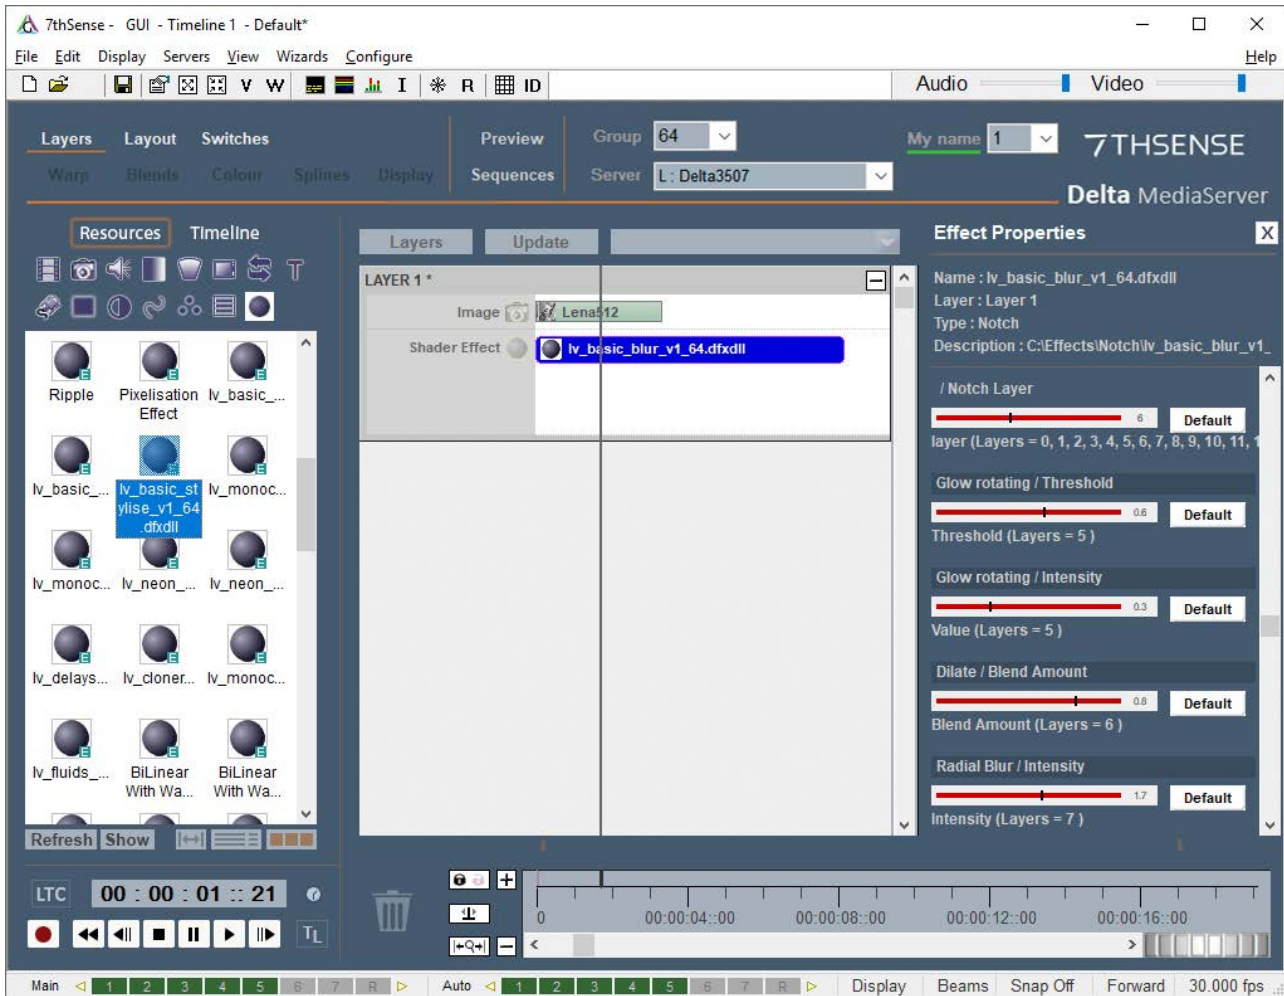 7thSense - GUI - Timeline 1 - Default*
File Edit Display Servers View Wizards Configure Help
V W I R ID Audio Video
Layers Layout Switches Preview Group 64 My name 1 7THSENSE
Warp Blends Colour Splines Display Sequences Server L : Delta3507
Delta MediaServer
Resources Timeline
T
Ripple
Pixelisation
Effect
lv_basic_...
lv_basic_...
lv_basic_st
ylise_v1_64
.dfxdll
lv_monoc...
lv_monoc...
lv_neon_...
lv_neon_...
lv_delays...
lv_cloner...
lv_monoc...
lv_fluids_...
BiLinear
With Wa...
BiLinear
With Wa...
Refresh Show
Layers Update
LAYER 1 *
Image Lena512
Shader Effect lv_basic_blur_v1_64.dfxdll
Effect Properties X
Name : lv_basic_blur_v1_64.dfxdll
Layer : Layer 1
Type : Notch
Description : C:\Effects\Notch\lv_basic_blur_v1_
/ Notch Layer
6 Default
layer (Layers = 0, 1, 2, 3, 4, 5, 6, 7, 8, 9, 10, 11, 1
Glow rotating / Threshold
0.6 Default
Threshold (Layers = 5 )
Glow rotating / Intensity
0.3 Default
Value (Layers = 5 )
Dilate / Blend Amount
0.8 Default
Blend Amount (Layers = 6 )
Radial Blur / Intensity
1.7 Default
Intensity (Layers = 7 )
LTC 00 : 00 : 01 :: 21
TL
0 00:00:04::00 00:00:08::00 00:00:12::00 00:00:16::00
Main 1 2 3 4 5 6 7 R Auto 1 2 3 4 5 6 7 R Display Beams Snap Off Forward 30.000 fps